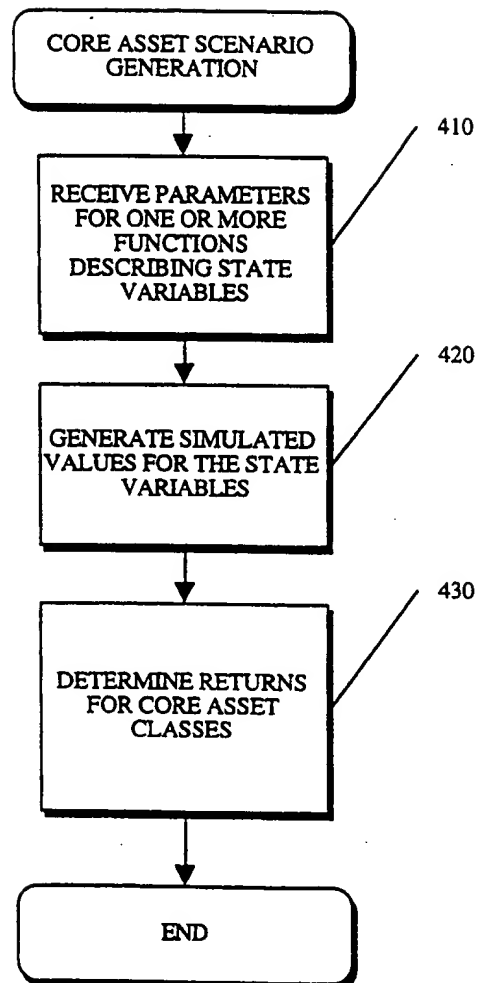 CORE ASSET SCENARIO
GENERATION
410
RECEIVE PARAMETERS
FOR ONE OR MORE
FUNCTIONS
DESCRIBING STATE
VARIABLES
420
GENERATE SIMULATED
VALUES FOR THE STATE
VARIABLES
430
DETERMINE RETURNS
FOR CORE ASSET
CLASSES
END